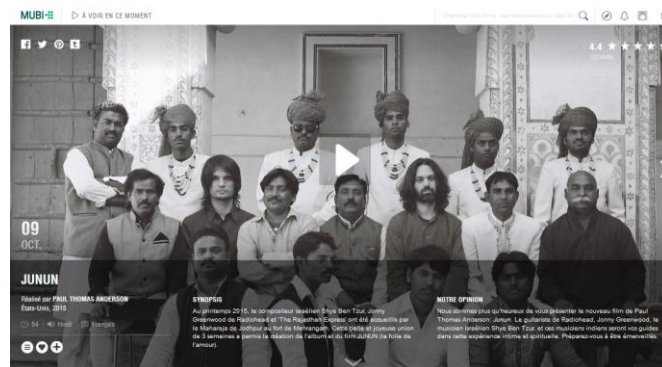 MUBI
À VOIR EN CE MOMENT
4.4
09
OCT.
JUNUN
Réalisé par PAUL THOMAS ANDERSON
États-Unis, 2015
54 Hindi Français
SYNOPSIS
Au printemps 2015, le compositeur israélien Shye Ben Tzur, Jonny
Greenwood de Radiohead et 'The Rajasthan Express' ont été accueillis par
le Maharaja de Jodhpur au fort de Mehrangarh. Cette belle et joyeuse union
de 3 semaines a permis la création de l'album et du film JUNUN (la folie de
l'amour).
NOTRE OPINION
Nous sommes plus qu'heureux de vous présenter le nouveau film de Paul
Thomas Anderson: Junun. Le guitariste de Radiohead, Jonny Greenwood, le
musicien israélien Shye Ben Tzur, et ces musiciens indiens seront vos guides
dans cette expérience intime et spirituelle. Préparez-vous à être émerveillés.